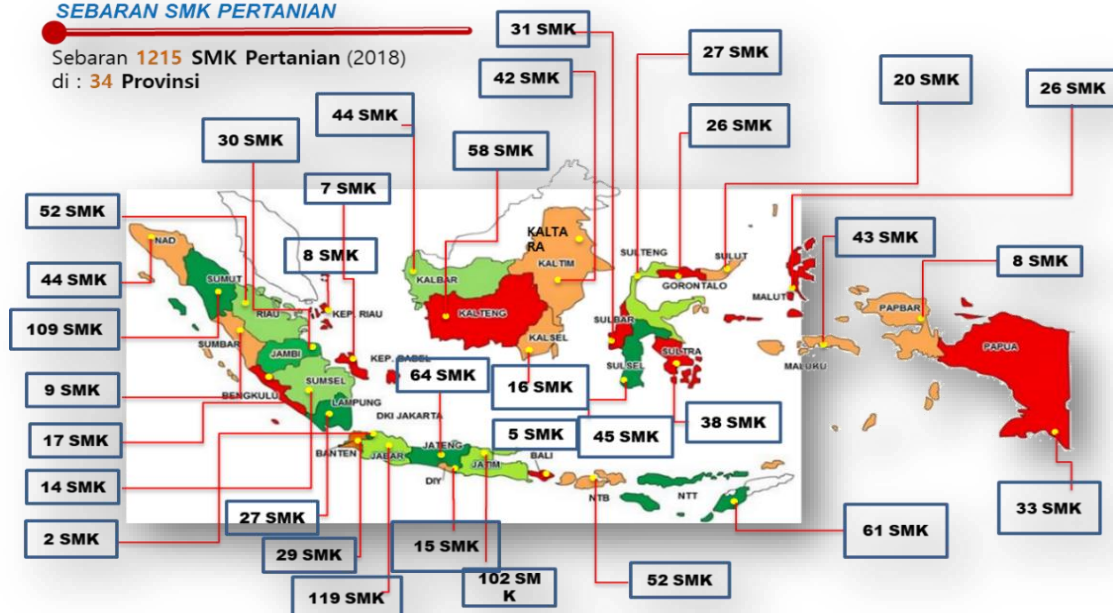 SEBARAN SMK PERTANIAN
Sebaran 1215 SMK Pertanian (2018)
di : 34 Provinsi
31 SMK
27 SMK
42 SMK
20 SMK
26 SMK
44 SMK
30 SMK
58 SMK
26 SMK
7 SMK
52 SMK
8 SMK
43 SMK
8 SMK
44 SMK
109 SMK
9 SMK
17 SMK
14 SMK
2 SMK
27 SMK
29 SMK
119 SMK
64 SMK
15 SMK
102 SM
K
16 SMK
5 SMK
45 SMK
38 SMK
52 SMK
61 SMK
33 SMK
NAD
SUMUT
RIAU
KEP. RIAU
SUMBAR
JAMBI
KEP. BABEL
SUMSEL
BENGKULU
LAMPUNG
DKI JAKARTA
BANTEN
JABAR
JATENG
DIY
JATIM
BALI
NTB
NTT
KALBAR
KALTENG
KALTA
RA
KALTIM
KALSEL
SULTENG
SULUT
GORONTALO
SULBAR
SULSEL
SULTRA
MALUT
MALUKU
PAPBAR
PAPUA